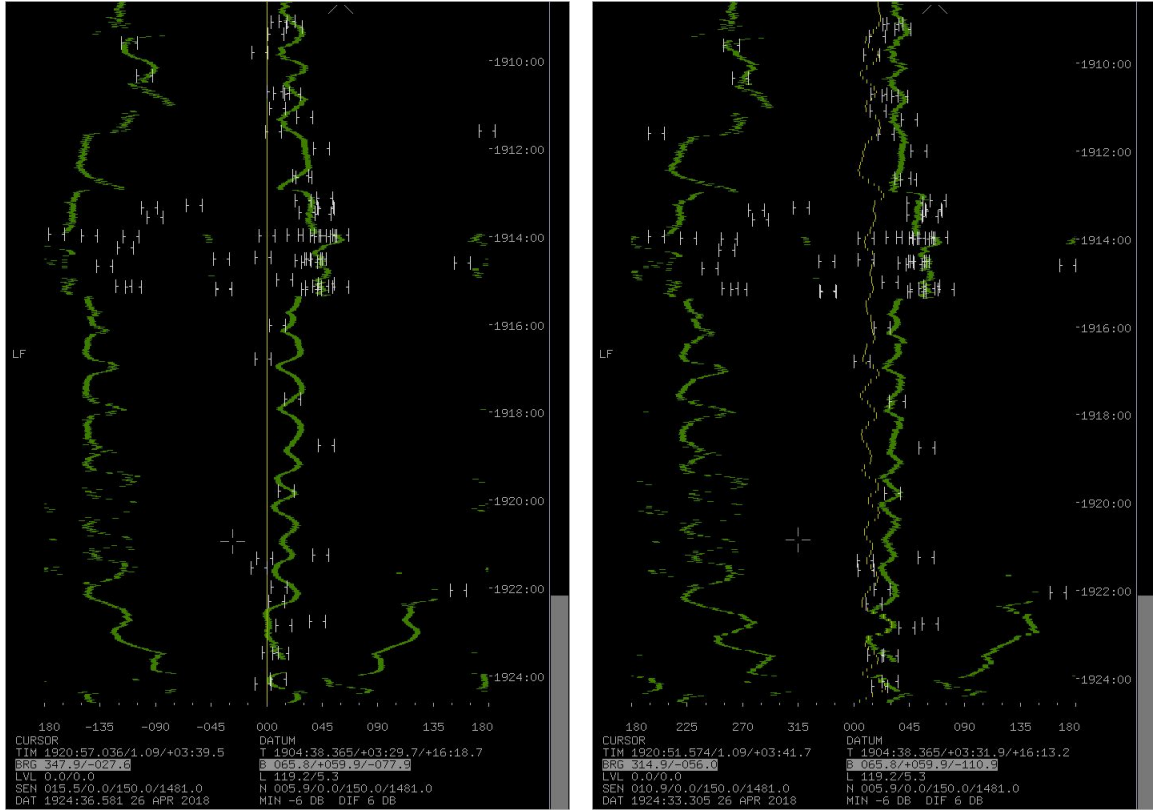 1910:00
1912:00
1914:00
1916:00
LF
1918:00
1920:00
1922:00
1924:00
180 -135 -090 -045 000 045 090 180
CURSOR DATUM
TIM 1920:57.036/1.09/+03:39.5 T 1904:38.365/+03:29.7/+16:18.7
BRG 347.9/-027.6 B 065.8/+059.9/-077.9
LVL 0.0/0.0 L 119.2/5.3
SEN 015.5/0.0/150.0/1481.0 N 005.9/0.0/150.0/1481.0
DAT 1924:36.581 26 APR 2018 MIN -6 DB DIF 6 DB
1910:00
1912:00
1914:00
1916:00
LF
1918:00
1920:00
1922:00
1924:00
180 225 270 315 000 045 090 180
CURSOR DATUM
TIM 1920:51.574/1.09/+03:41.7 T 1904:38.365/+03:31.9/+16:13.2
BRG 314.9/-056.0 B 065.8/+059.9/-110.9
LVL 0.0/0.0 L 119.2/5.3
SEN 010.9/0.0/150.0/1481.0 N 005.9/0.0/150.0/1481.0
DAT 1924:33.305 26 APR 2018 MIN -6 DB DIF 6 DB